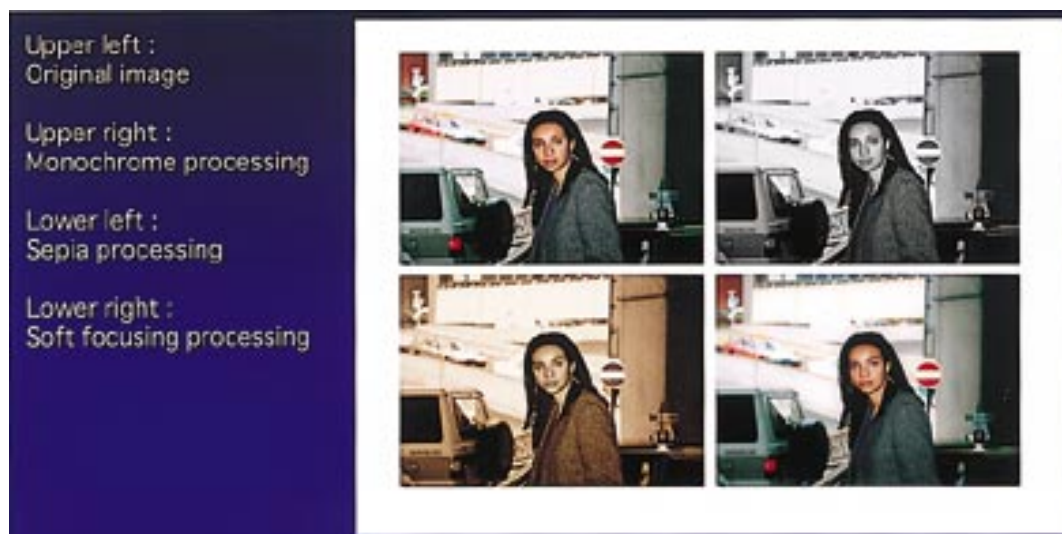 Upper left :
Original image
Upper right :
Monochrome processing
Lower left :
Sepia processing
Lower right :
Soft focusing processing